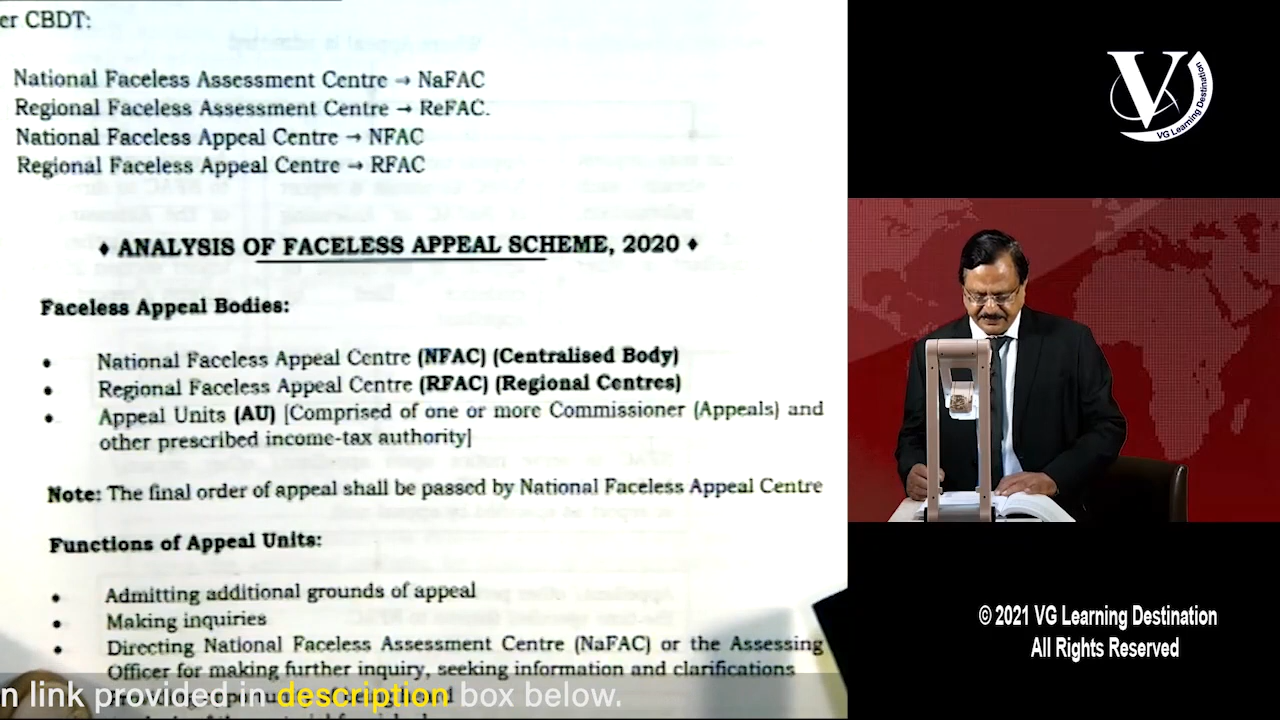 er CBDT:
National Faceless Assessment Centre → NaFAC
Regional Faceless Assessment Centre → ReFAC.
National Faceless Appeal Centre → NFAC
Regional Faceless Appeal Centre → RFAC
♦ ANALYSIS OF FACELESS APPEAL SCHEME, 2020 ♦
Faceless Appeal Bodies:
• National Faceless Appeal Centre (NFAC) (Centralised Body)
• Regional Faceless Appeal Centre (RFAC) (Regional Centres)
• Appeal Units (AU) [Comprised of one or more Commissioner (Appeals) and
other prescribed income-tax authority]
Note: The final order of appeal shall be passed by National Faceless Appeal Centre
Functions of Appeal Units:
• Admitting additional grounds of appeal
• Making inquiries
• Directing National Faceless Assessment Centre (NaFAC) or the Assessing
Officer for making further inquiry, seeking information and clarifications
n link provided in description box below.
V
VG Learning Destination
© 2021 VG Learning Destination
All Rights Reserved